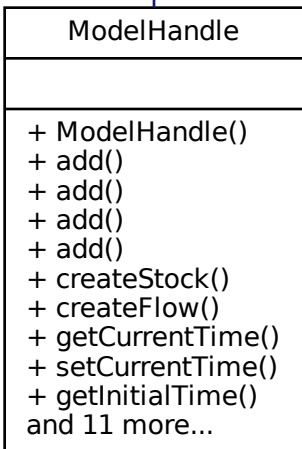 ModelHandle
+ ModelHandle()
+ add()
+ add()
+ add()
+ add()
+ createStock()
+ createFlow()
+ getCurrentTime()
+ setCurrentTime()
+ getInitialTime()
and 11 more...